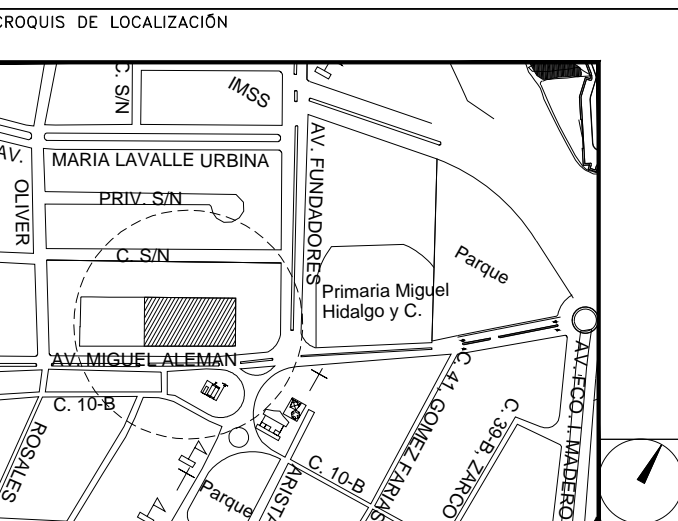 CROQUIS DE LOCALIZACIÓN
C. S/N
IMSS
AV.
MARIA LAVALLE URBINA
AV. FUNDADORES
OLIVER
PRIV. S/N
C. S/N
Parque
Primaria Miguel
Hidalgo y C.
AV. MIGUEL ALEMAN
C. 10-B
ROSALES
Parque
ARISTA
C. 10-B
C. 41, GOMEZ FARIAS
C. 39-B, ZARCO
AV. FCO. I. MADERO